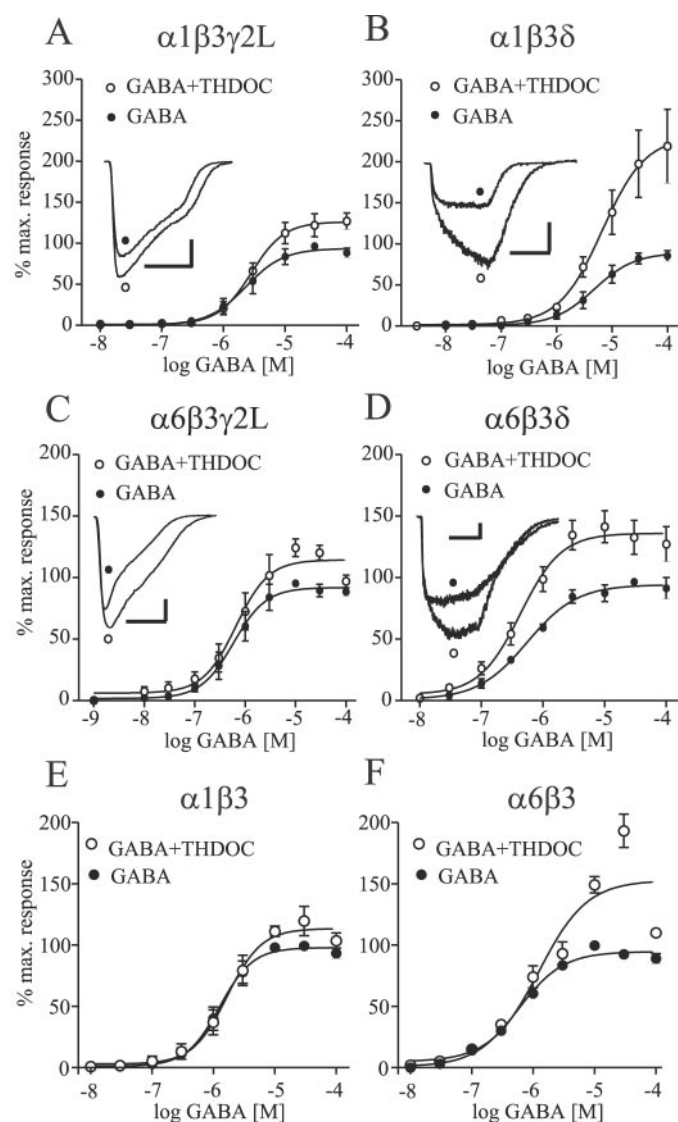 A
α1β3γ2L
GABA+THDOC
GABA
% max. response
300
250
200
150
100
50
0
-8
-7
-6
-5
-4
log GABA [M]
B
α1β3δ
GABA+THDOC
GABA
300
250
200
150
100
50
0
-8
-7
-6
-5
-4
log GABA [M]
C
α6β3γ2L
GABA+THDOC
GABA
% max. response
200
150
100
50
0
-9
-8
-7
-6
-5
-4
log GABA [M]
D
α6β3δ
GABA+THDOC
GABA
200
150
100
50
0
-8
-7
-6
-5
-4
log GABA [M]
E
α1β3
GABA+THDOC
GABA
% max. response
200
150
100
50
0
-8
-7
-6
-5
-4
log GABA [M]
F
α6β3
GABA+THDOC
GABA
200
150
100
50
0
-8
-7
-6
-5
-4
log GABA [M]